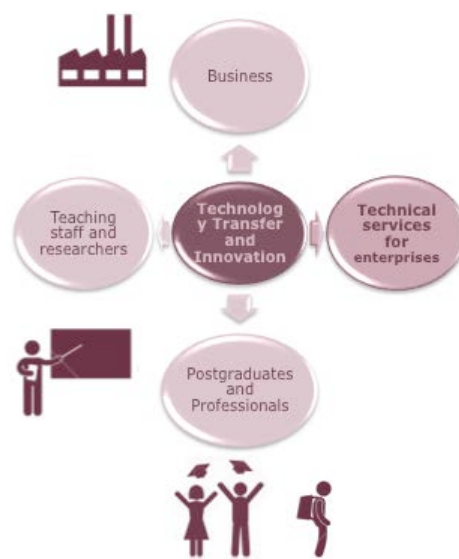 Business
Teaching
staff and
researchers
Technolog
y Transfer
and
Innovation
Technical
services
for
enterprises
Postgraduates
and
Professionals